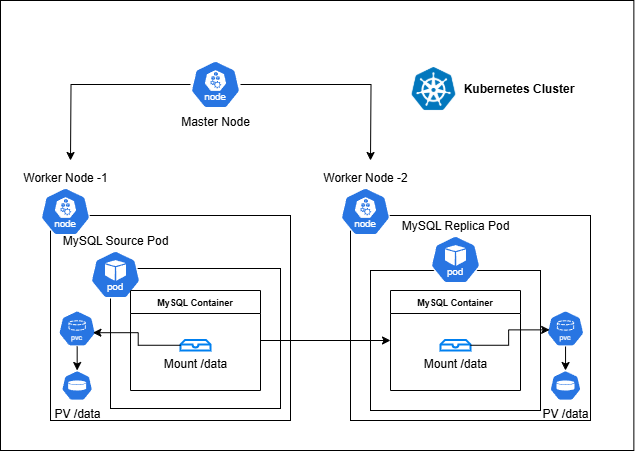 node
Kubernetes Cluster
Master Node
Worker Node -1
Worker Node -2
node
node
MySQL Source Pod
MySQL Replica Pod
pod
pod
MySQL Container
MySQL Container
pvc
pvc
Mount /data
Mount /data
PV /data
PV /data